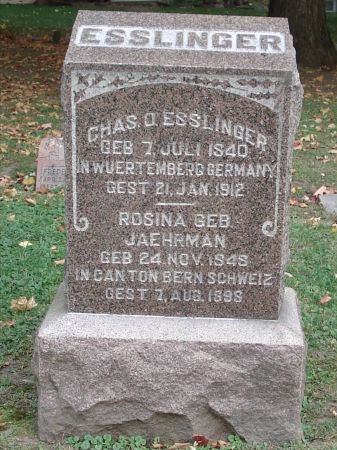 ESSLINGER
CHAS. O. ESSLINGER
GEB 7. JULI 1840
IN WUERTEMBERG GERMANY
GEST 21. JAN. 1912
ROSINA GEB
JAEHRMAN
GEB 24. NOV. 1848
IN CANTON BERN SCHWEIZ
GEST 7. AUG. 1898